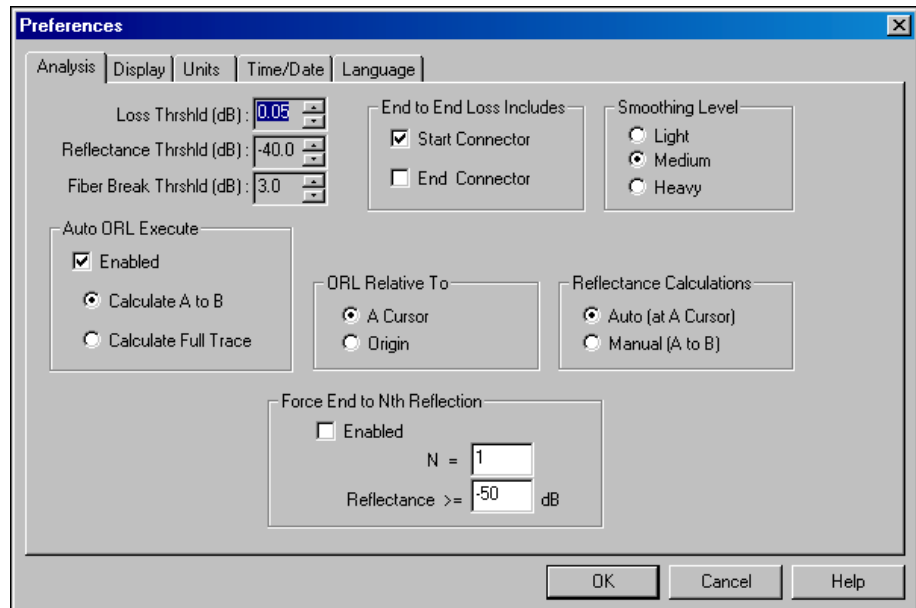 Preferences
Analysis Display Units Time/Date Language
Loss Thrshld (dB) : 0.05
Reflectance Thrshld (dB) : -40.0
Fiber Break Thrshld (dB) : 3.0
End to End Loss Includes
Start Connector
End Connector
Smoothing Level
Light
Medium
Heavy
Auto ORL Execute
Enabled
Calculate A to B
Calculate Full Trace
ORL Relative To
A Cursor
Origin
Reflectance Calculations
Auto (at A Cursor)
Manual (A to B)
Force End to Nth Reflection
Enabled
N = 1
Reflectance >= -50 dB
OK Cancel Help